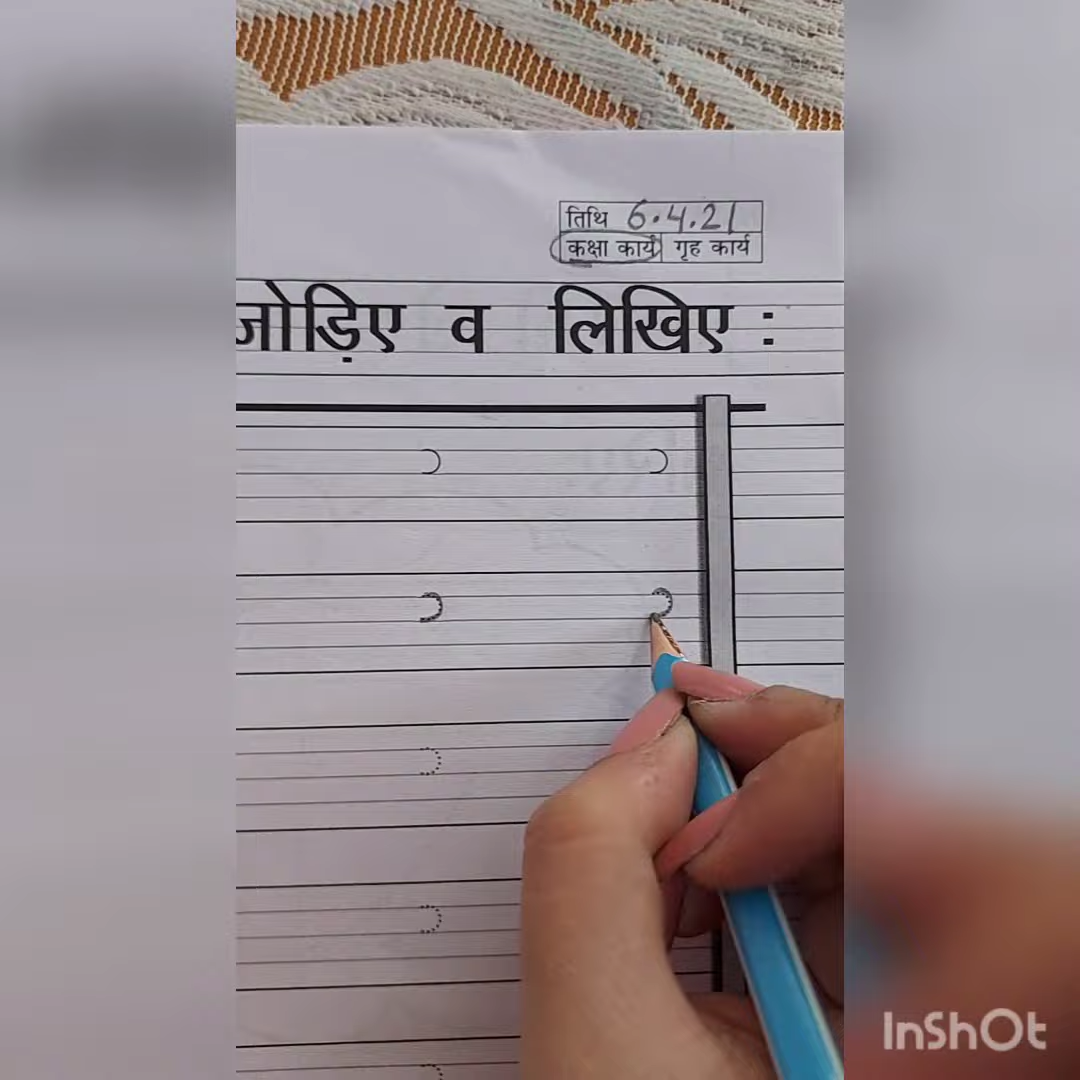 तिथि 6.4.21
कक्षा कार्य गृह कार्य
जोड़िए व लिखिए :
InShOt